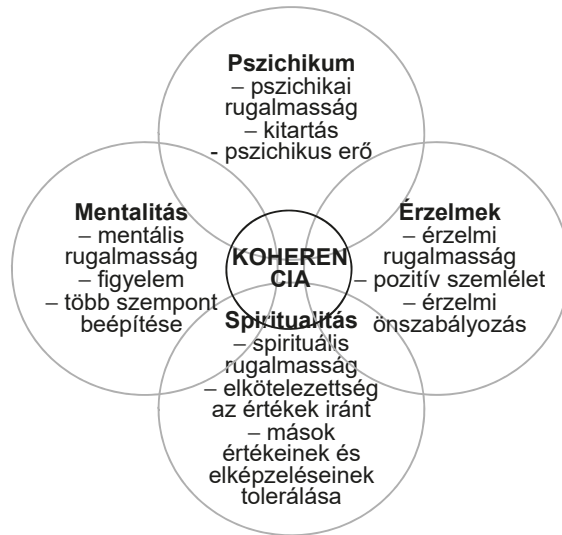 Pszichikum
– pszichikai
rugalmasság
– kitartás
- pszichikus erő
Mentalitás
– mentális
rugalmasság
– figyelem
– több szempont
beépítése
KOHEREN
CIA
Érzelmek
– érzelmi
rugalmasság
– pozitív szemlélet
– érzelmi
önszabályozás
Spiritualitás
– spirituális
rugalmasság
– elkötelezettség
az értékek iránt
– mások
értékeinek és
elképzeléseinek
tolerálása